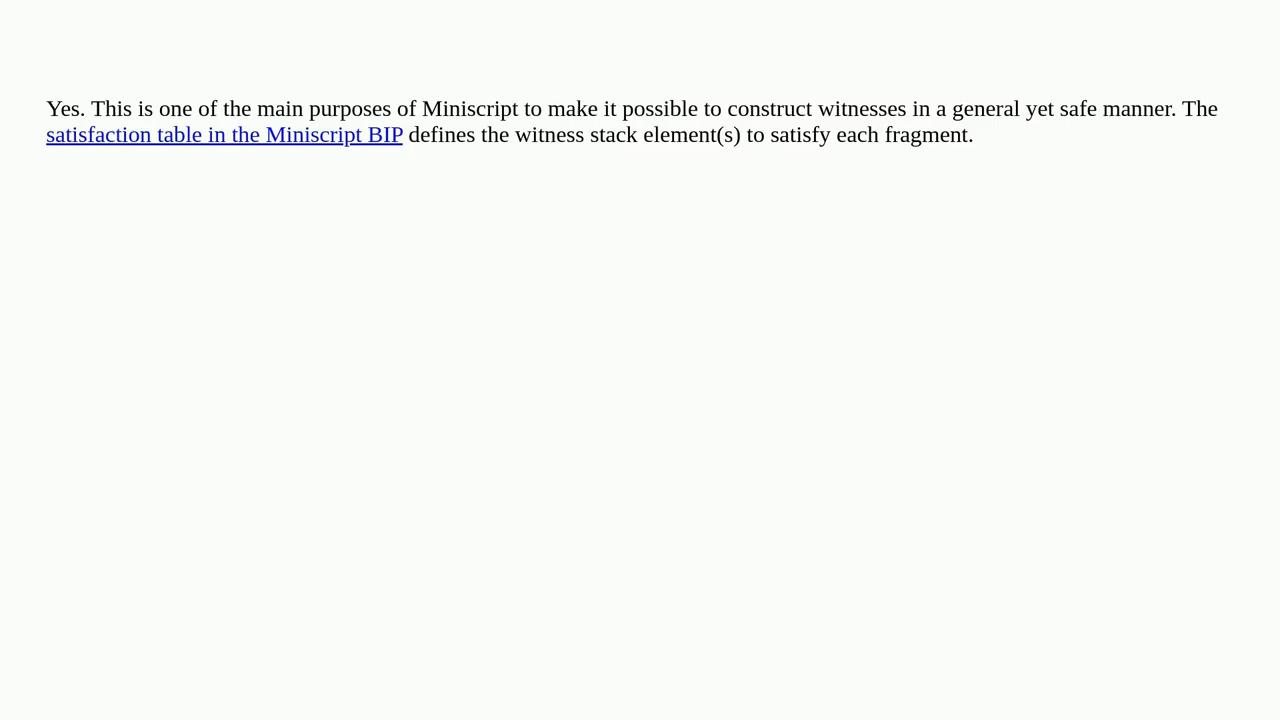 Yes. This is one of the main purposes of Miniscript to make it possible to construct witnesses in a general yet safe manner. The
satisfaction table in the Miniscript BIP defines the witness stack element(s) to satisfy each fragment.